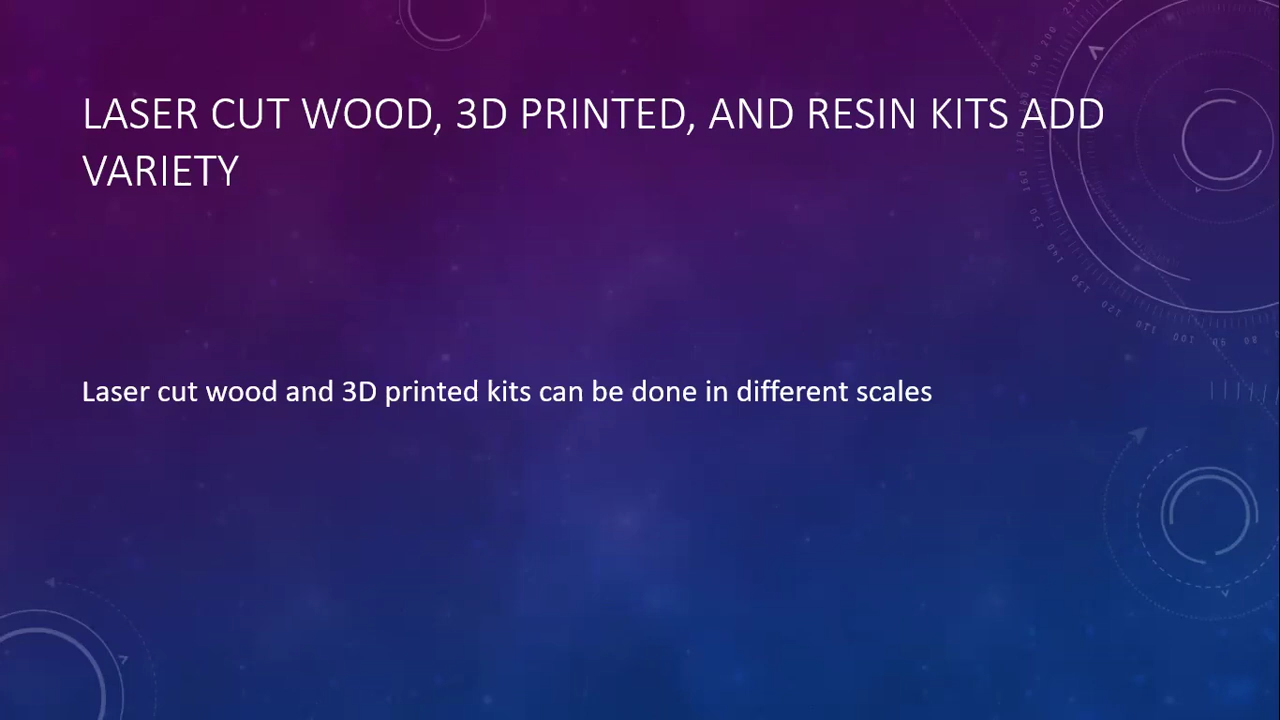 LASER CUT WOOD, 3D PRINTED, AND RESIN KITS ADD
VARIETY
Laser cut wood and 3D printed kits can be done in different scales